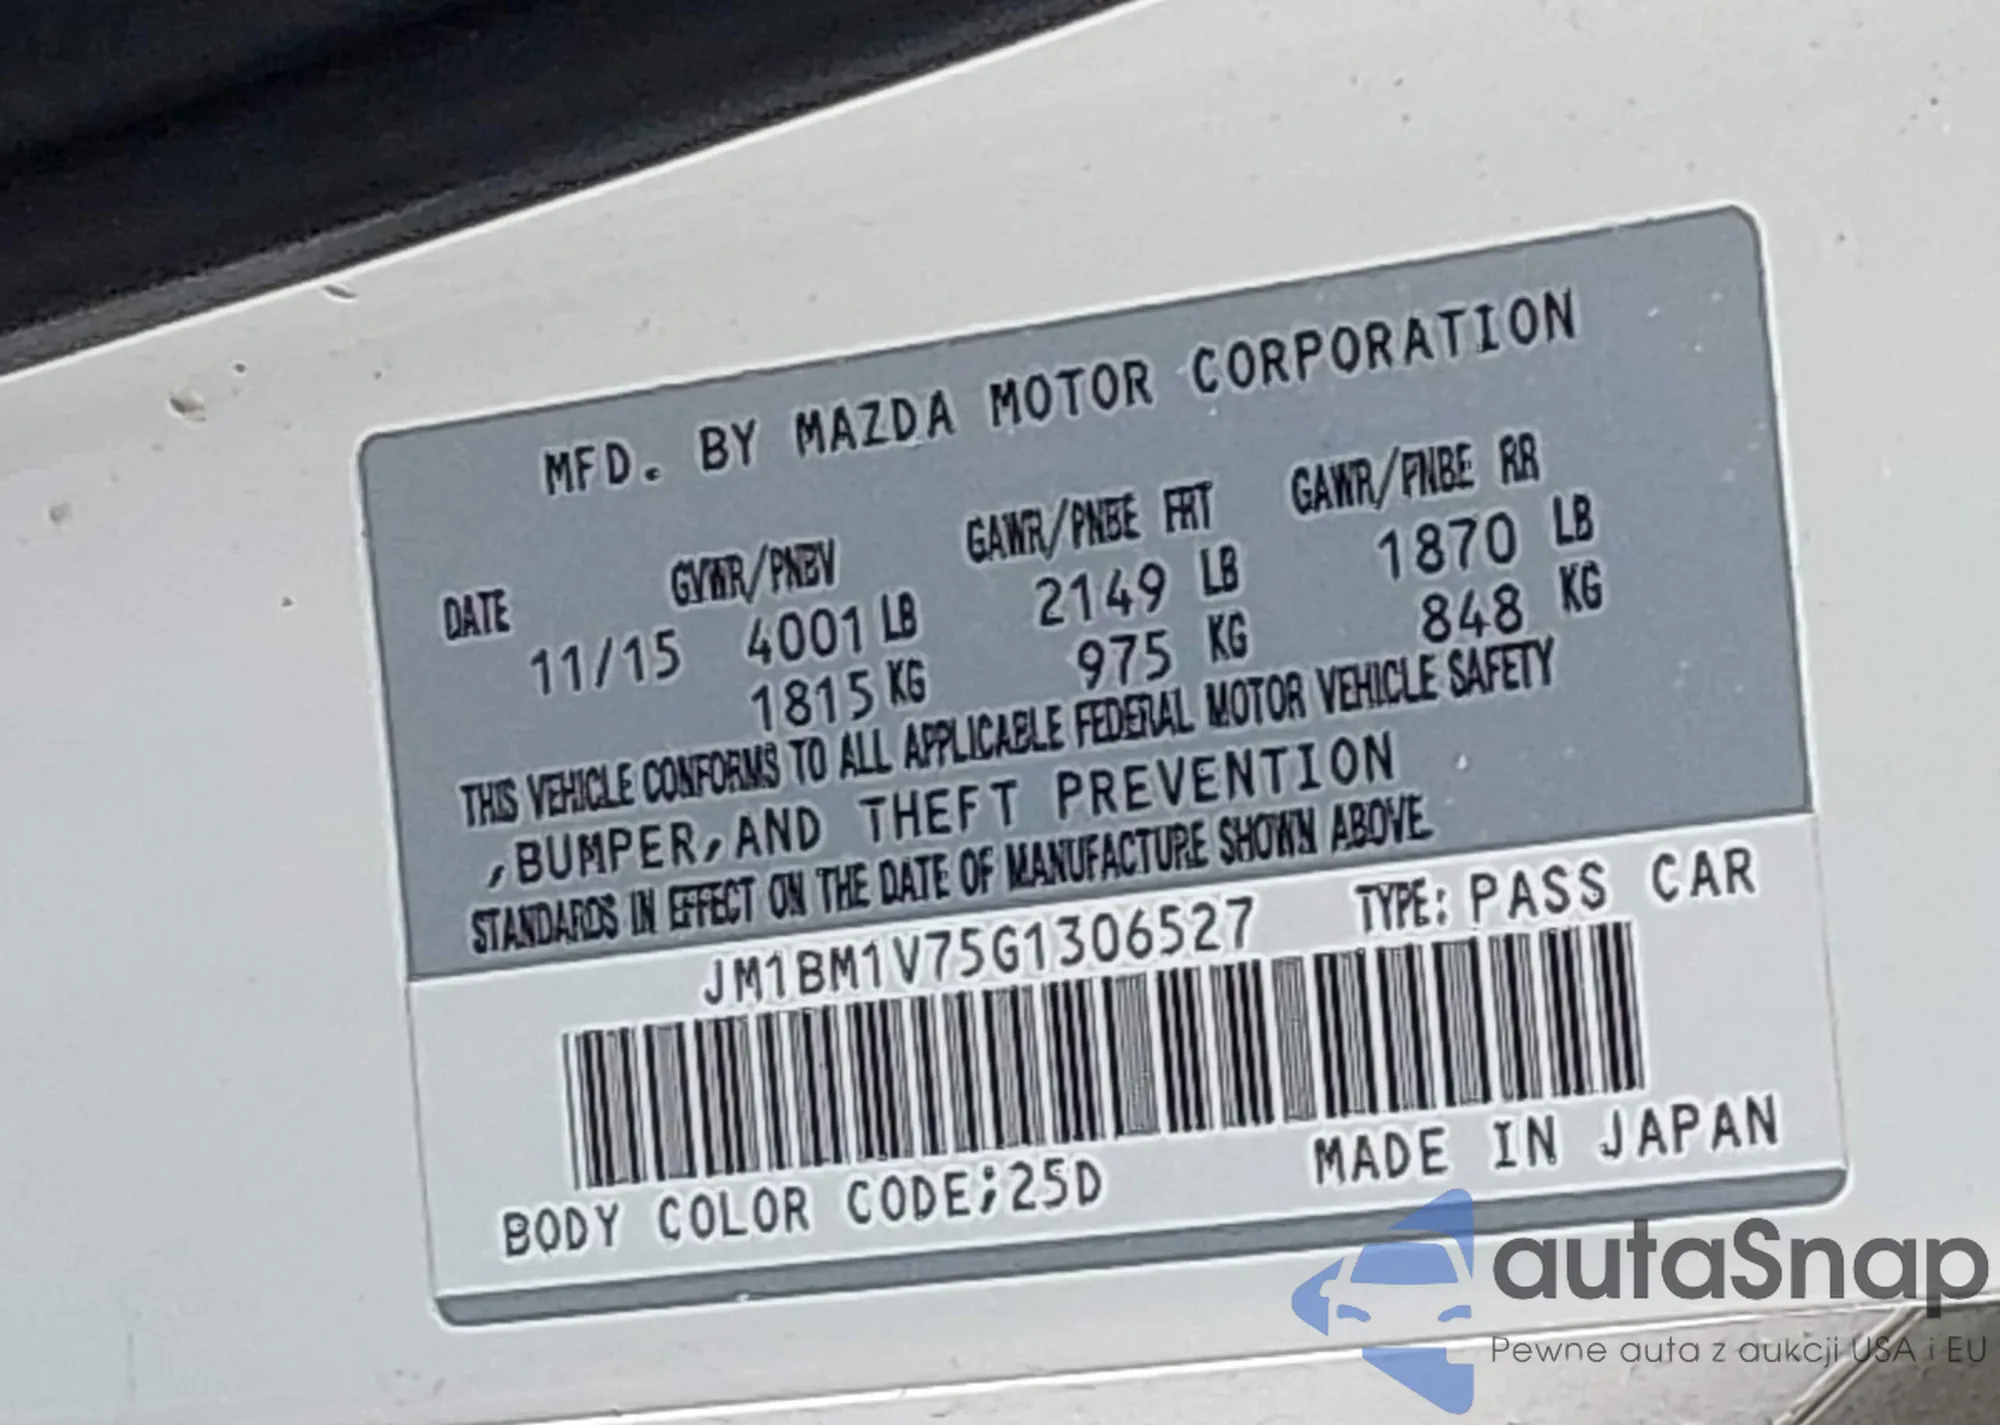 MFD. BY MAZDA MOTOR CORPORATION
DATE GVWR/PNBV GAWR/PNBE FRT GAWR/PNBE RR
11/15 4001 LB 2149 LB 1870 LB
1815 KG 975 KG 848 KG
THIS VEHICLE CONFORMS TO ALL APPLICABLE FEDERAL MOTOR VEHICLE SAFETY
,BUMPER,AND THEFT PREVENTION
STANDARDS IN EFFECT ON THE DATE OF MANUFACTURE SHOWN ABOVE.
JM1BM1V75G1306527 TYPE: PASS CAR
BODY COLOR CODE;25D MADE IN JAPAN
autaSnap
Pewne auta z aukcji USA i EU